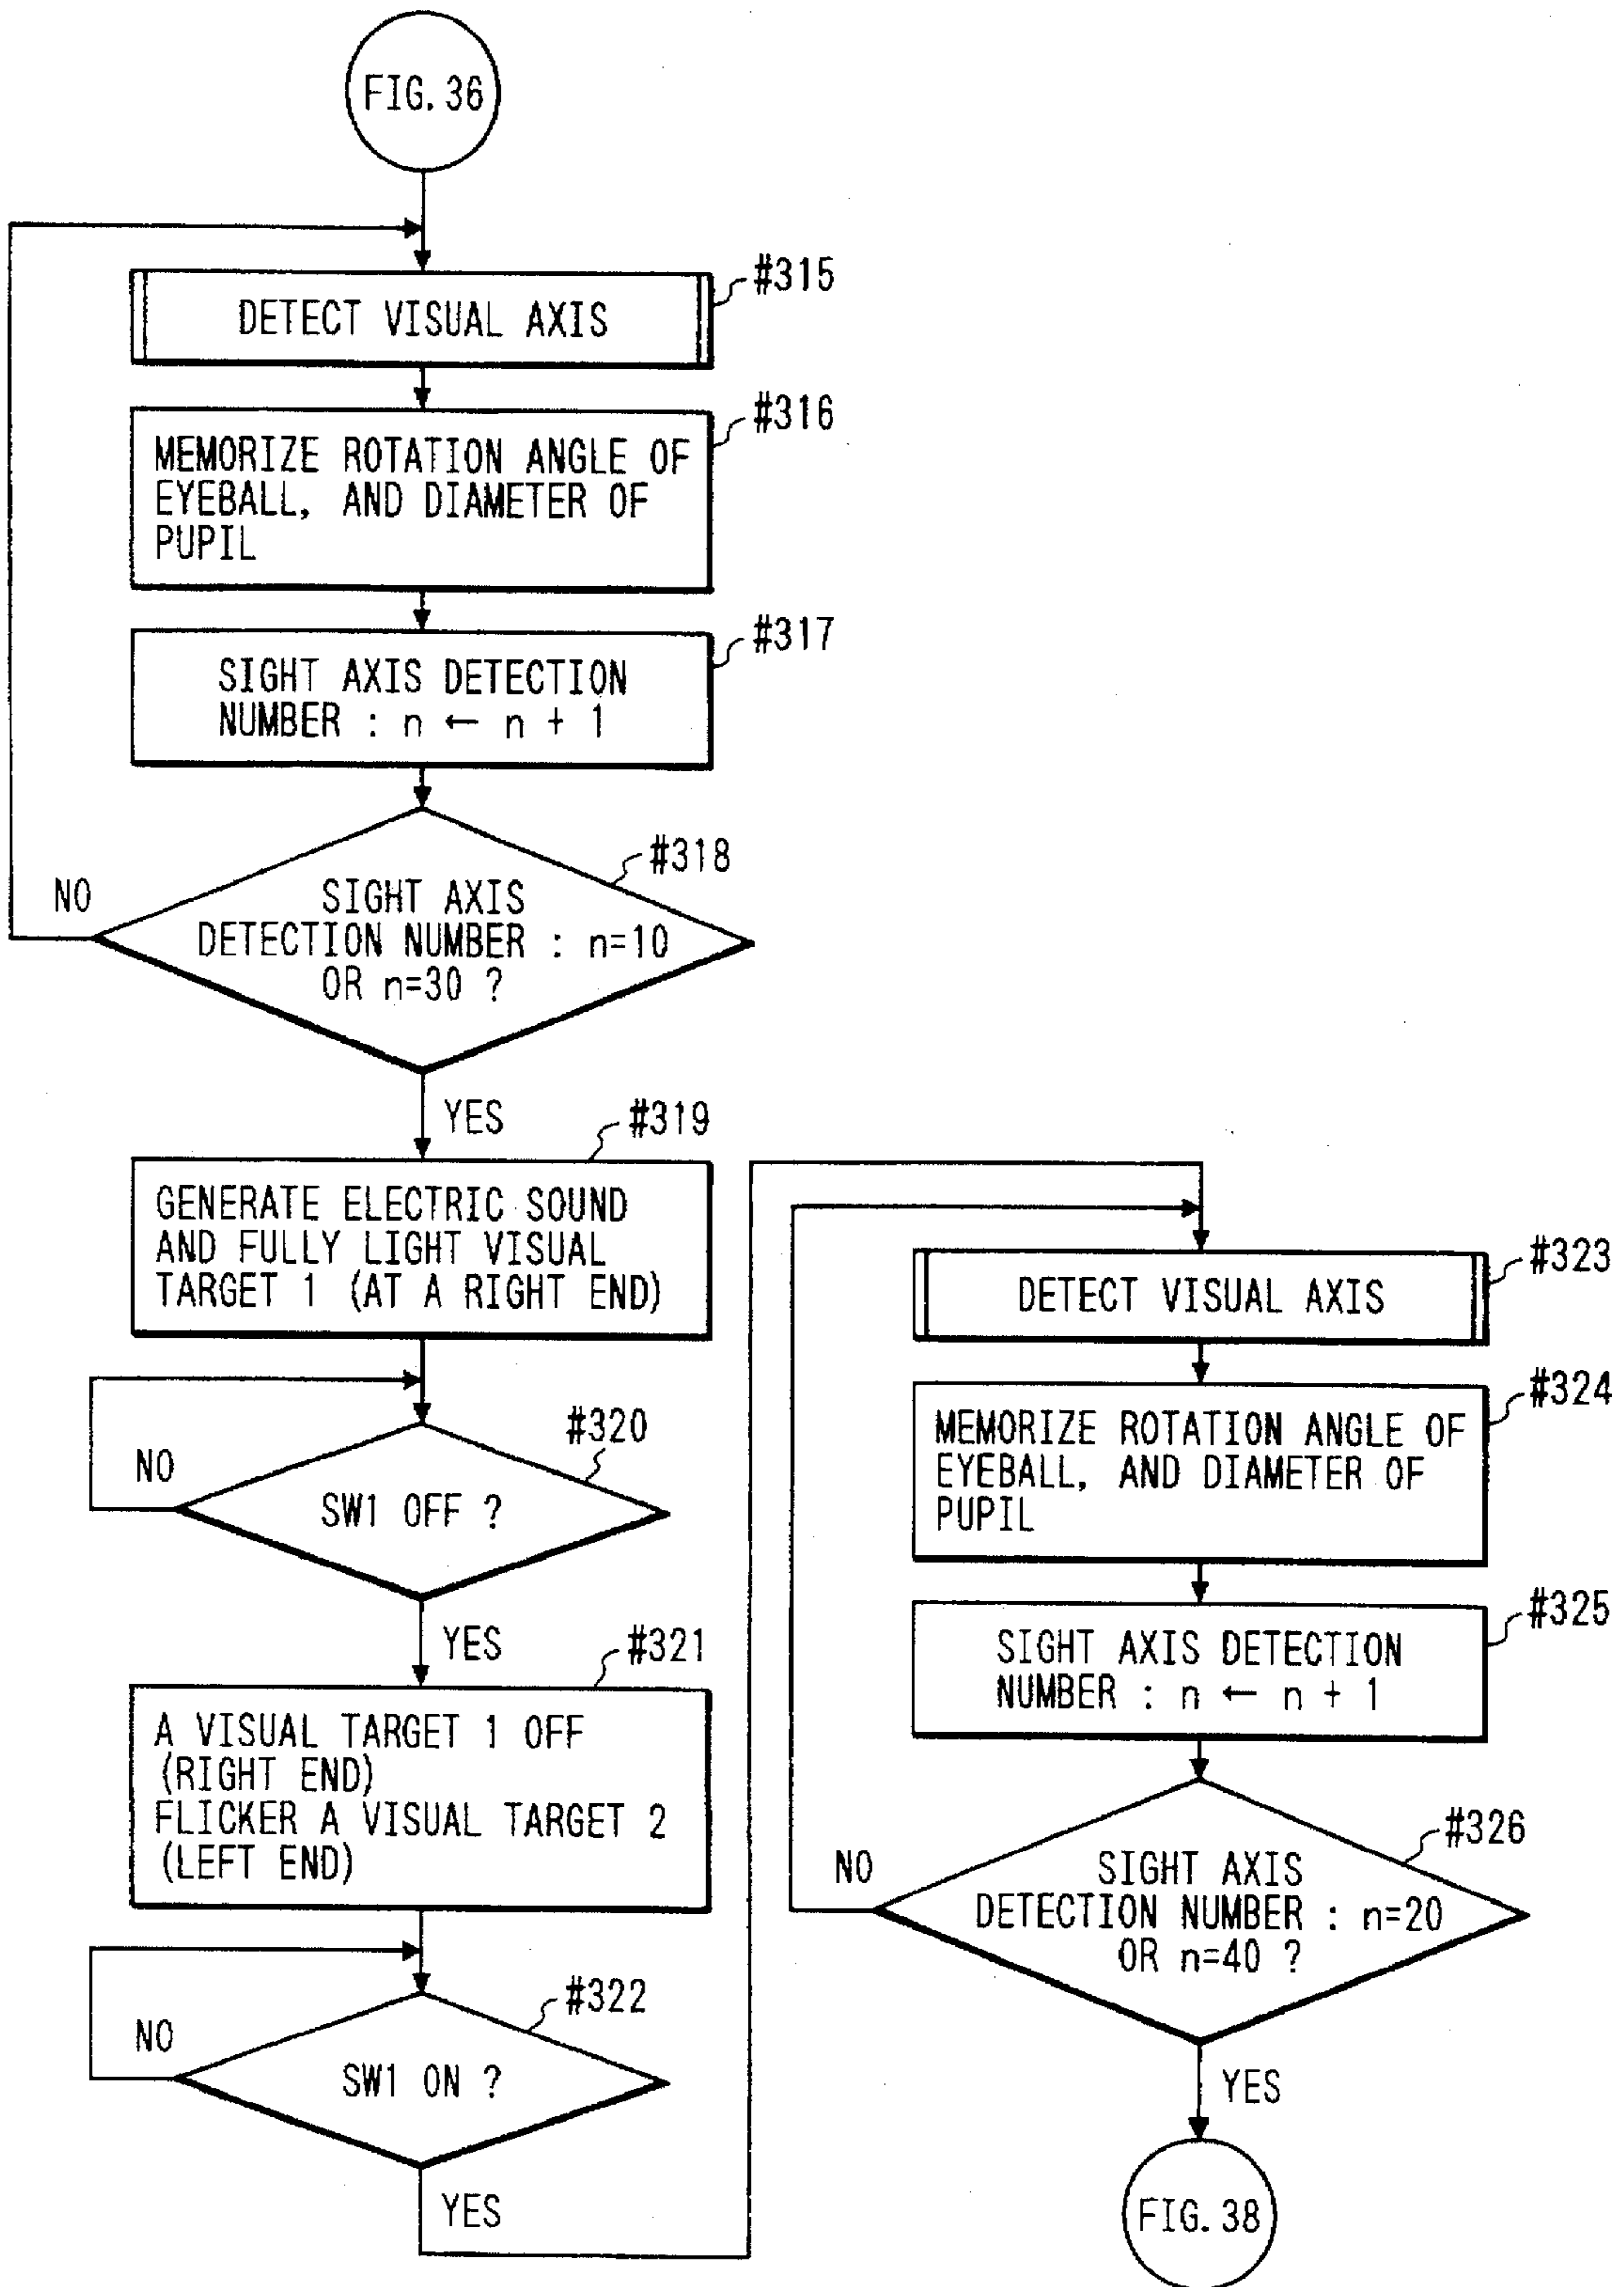 FIG. 36
#315
DETECT VISUAL AXIS
#316
MEMORIZE ROTATION ANGLE OF
EYEBALL, AND DIAMETER OF
PUPIL
#317
SIGHT AXIS DETECTION
NUMBER : n ← n + 1
#318
SIGHT AXIS
DETECTION NUMBER : n=10
OR n=30 ?
NO
YES
#319
GENERATE ELECTRIC SOUND
AND FULLY LIGHT VISUAL
TARGET 1 (AT A RIGHT END)
#320
NO
SW1 OFF ?
YES
#321
A VISUAL TARGET 1 OFF
(RIGHT END)
FLICKER A VISUAL TARGET 2
(LEFT END)
#322
NO
SW1 ON ?
YES
#323
DETECT VISUAL AXIS
#324
MEMORIZE ROTATION ANGLE OF
EYEBALL, AND DIAMETER OF
PUPIL
#325
SIGHT AXIS DETECTION
NUMBER : n ← n + 1
#326
NO
SIGHT AXIS
DETECTION NUMBER : n=20
OR n=40 ?
YES
FIG. 38